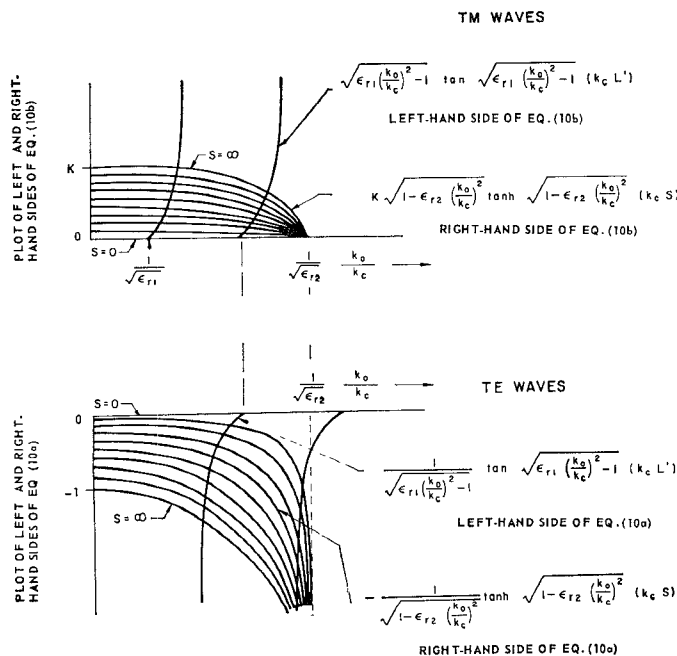 TM WAVES
PLOT OF LEFT AND RIGHT-
HAND SIDES OF EQ. (10b)
√(ε_r1(k_o/k_c)²-1) tan √(ε_r1(k_o/k_c)²-1) (k_c L')
LEFT-HAND SIDE OF EQ. (10b)
S=∞
K
K√(1-ε_r2(k_o/k_c)²) tanh √(1-ε_r2(k_o/k_c)²) (k_c S)
RIGHT-HAND SIDE OF EQ. (10b)
0
S=0
1/√ε_r1
1/√ε_r2
k_o/k_c
1/√ε_r2
k_o/k_c
TE WAVES
PLOT OF LEFT AND RIGHT-
HAND SIDES OF EQ (10a)
S=0
0
-1
S=∞
1/√(ε_r1(k_o/k_c)²-1) tan √(ε_r1(k_o/k_c)²-1) (k_c L')
LEFT-HAND SIDE OF EQ. (10a)
-1/√(1-ε_r2(k_o/k_c)²) tanh √(1-ε_r2(k_o/k_c)²) (k_c S)
RIGHT-HAND SIDE OF EQ. (10a)